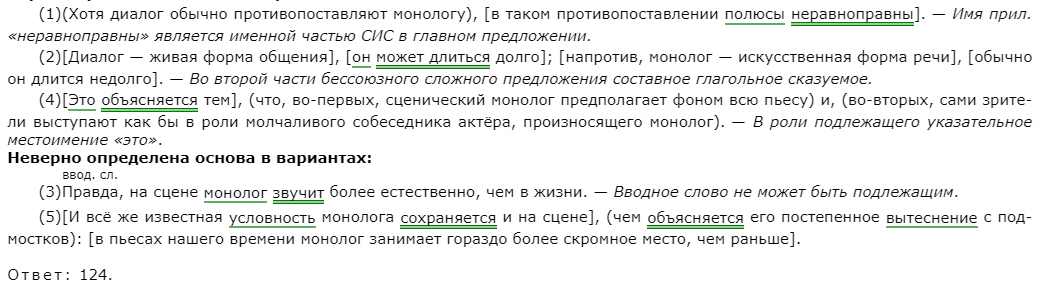 (1)(Хотя диалог обычно противопоставляют монологу), [в таком противопоставлении полюсы неравноправны]. — Имя прил.
«неравноправны» является именной частью СИС в главном предложении.
(2)[Диалог — живая форма общения], [он может длиться долго]; [напротив, монолог — искусственная форма речи], [обычно
он длится недолго]. — Во второй части бессоюзного сложного предложения составное глагольное сказуемое.
(4)[Это объясняется тем], (что, во-первых, сценический монолог предполагает фоном всю пьесу) и, (во-вторых, сами зрите-
ли выступают как бы в роли молчаливого собеседника актёра, произносящего монолог). — В роли подлежащего указательное
местоимение «это».
Неверно определена основа в вариантах:
ввод. сл.
(3)Правда, на сцене монолог звучит более естественно, чем в жизни. — Вводное слово не может быть подлежащим.
(5)[И всё же известная условность монолога сохраняется и на сцене], (чем объясняется его постепенное вытеснение с под-
мостков): [в пьесах нашего времени монолог занимает гораздо более скромное место, чем раньше].
Ответ: 124.